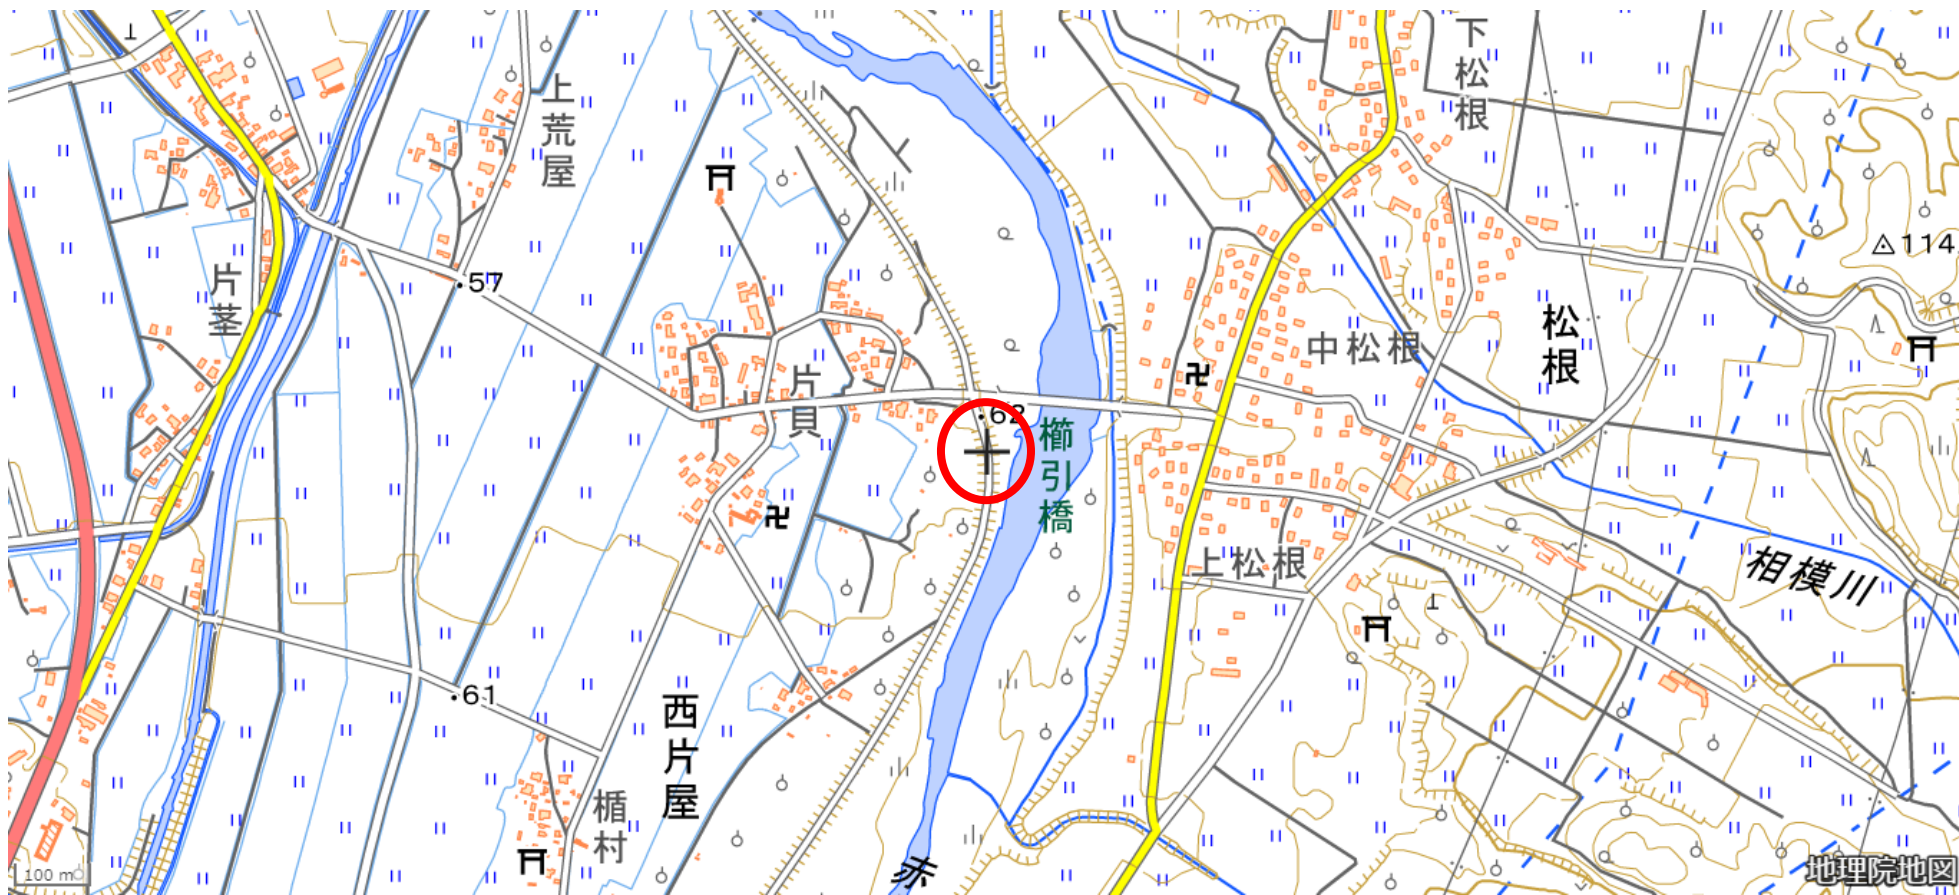 下松根
上荒屋
114
57
片茎
松根
中松根
片貝
62
櫛引橋
上松根
相模川
61
西片屋
楯村
赤
100 m
地理院地図